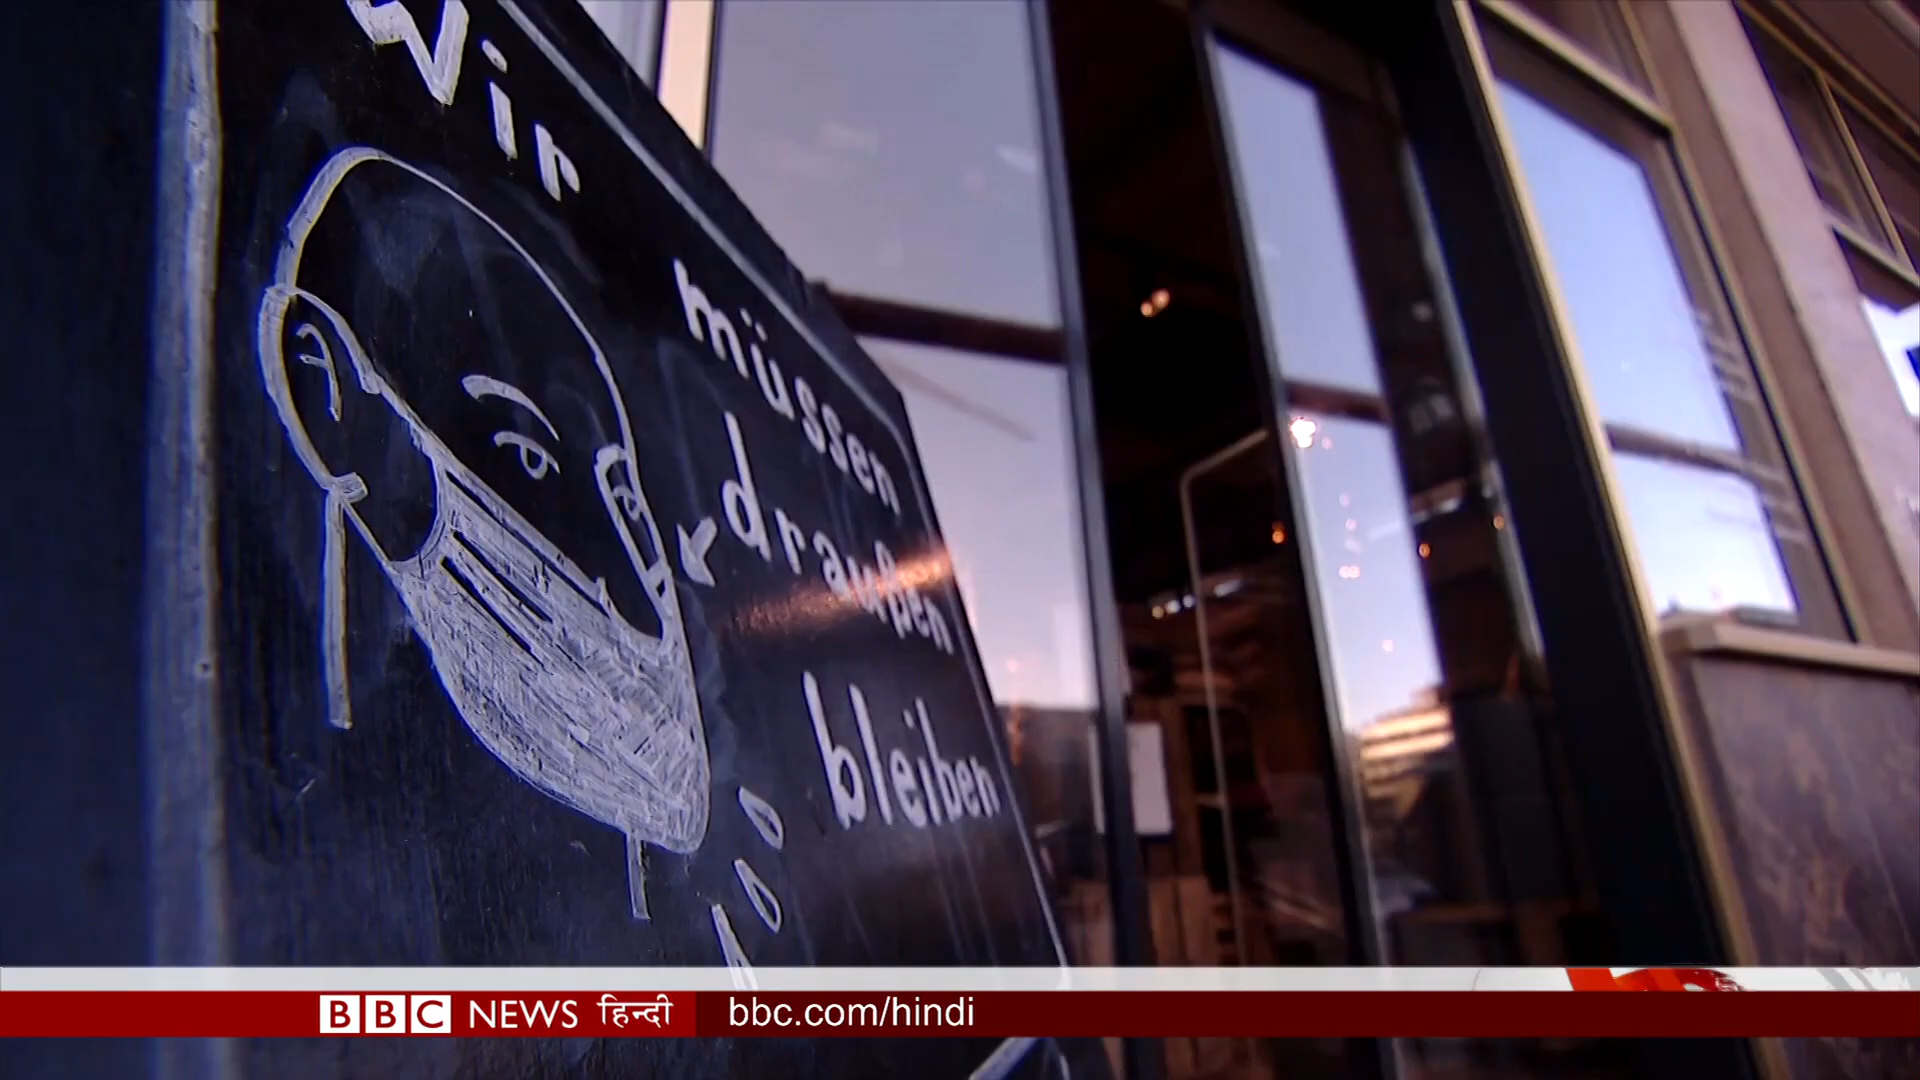 Wir
müssen
draußen
bleiben
BBC NEWS हिन्दी bbc.com/hindi